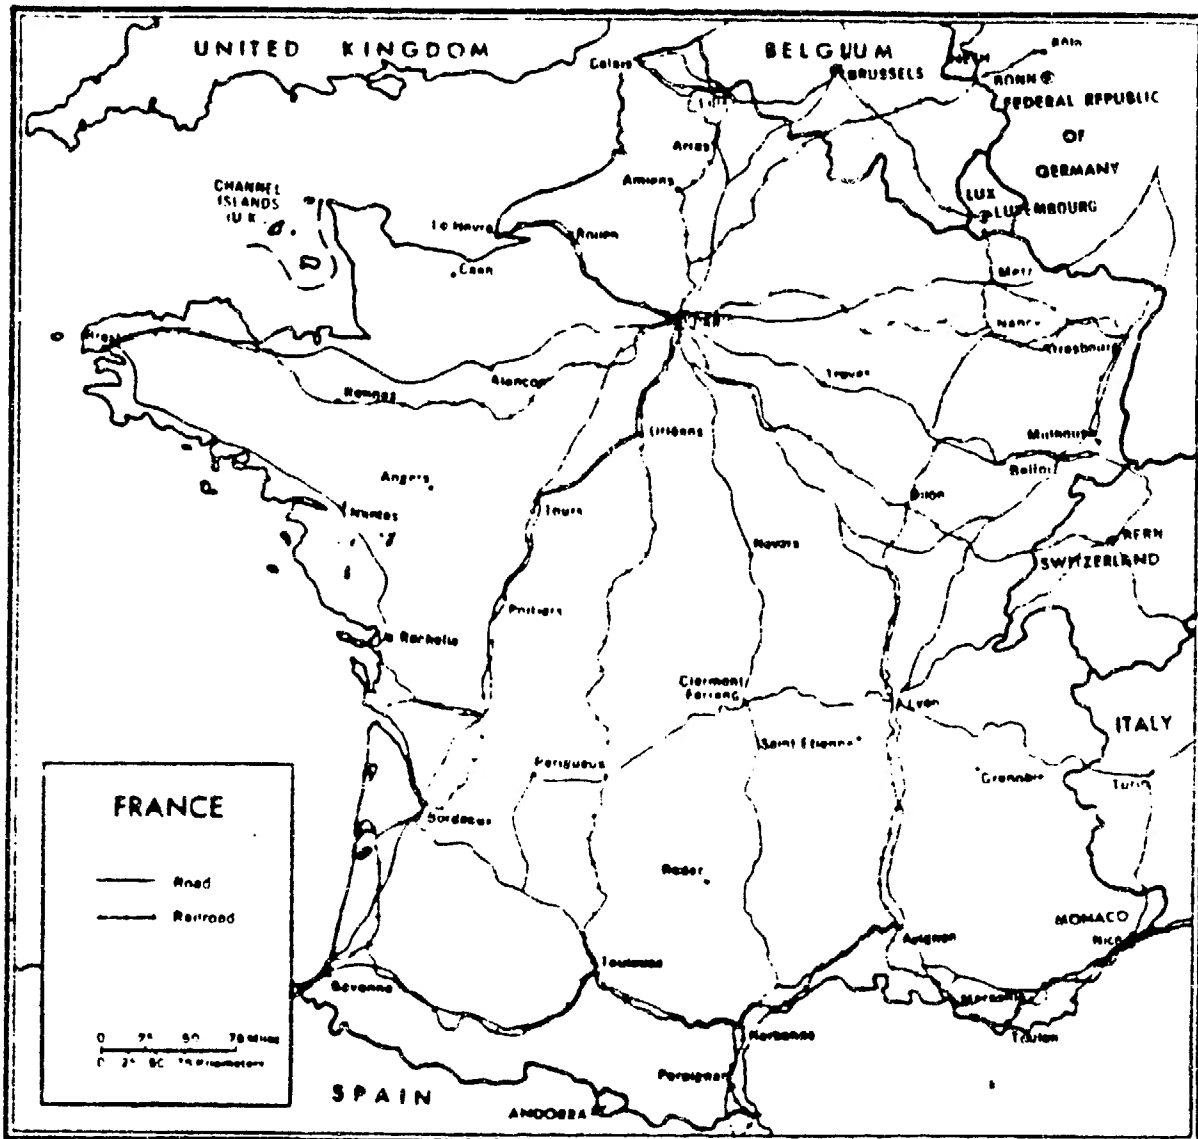 UNITED KINGDOM
BELGIUM
Calais
BRUSSELS
BONN
FEDERAL REPUBLIC
OF
GERMANY
Arras
Amiens
CHANNEL
ISLANDS
LUX
LUXEMBOURG
Le Havre
Rouen
Caen
Metz
Nancy
Strasbourg
Brest
Alencon
Troyes
Rennes
Orléans
Mulhouse
Belfort
Angers
Dijon
Tours
Nantes
Nevers
BERN
SWITZERLAND
Poitiers
La Rochelle
Clermont
Ferrand
Lyon
ITALY
Saint Etienne
Perigueux
Grenoble
Turin
FRANCE
Bordeaux
Road
Rodez
Railroad
MONACO
Nice
Avignon
Toulouse
Bayonne
Marseille
Toulon
Narbonne
Perpignan
SPAIN
ANDORRA